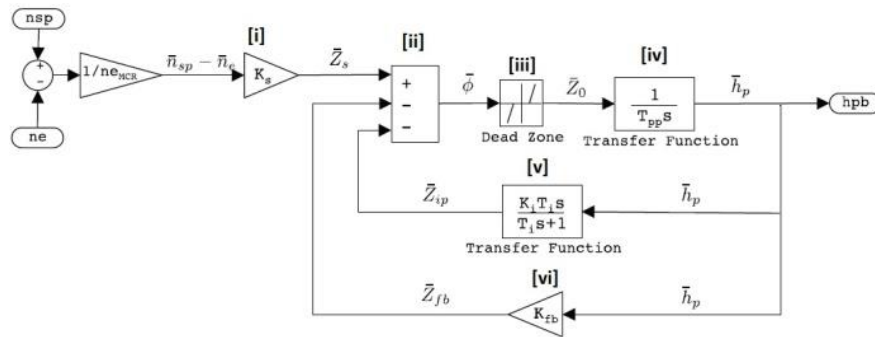 nsp
[i]
[ii]
[iii]
[iv]
+
−
1/ne_MCR
n̄_sp − n̄_e
K_s
Z̄_s
+
−
−
ϕ̄
Z̄_0
1
T_pp s
h̄_p
hpb
ne
Dead Zone
Transfer Function
[v]
Z̄_ip
K_i T_i s
T_i s+1
h̄_p
Transfer Function
[vi]
Z̄_fb
K_fb
h̄_p